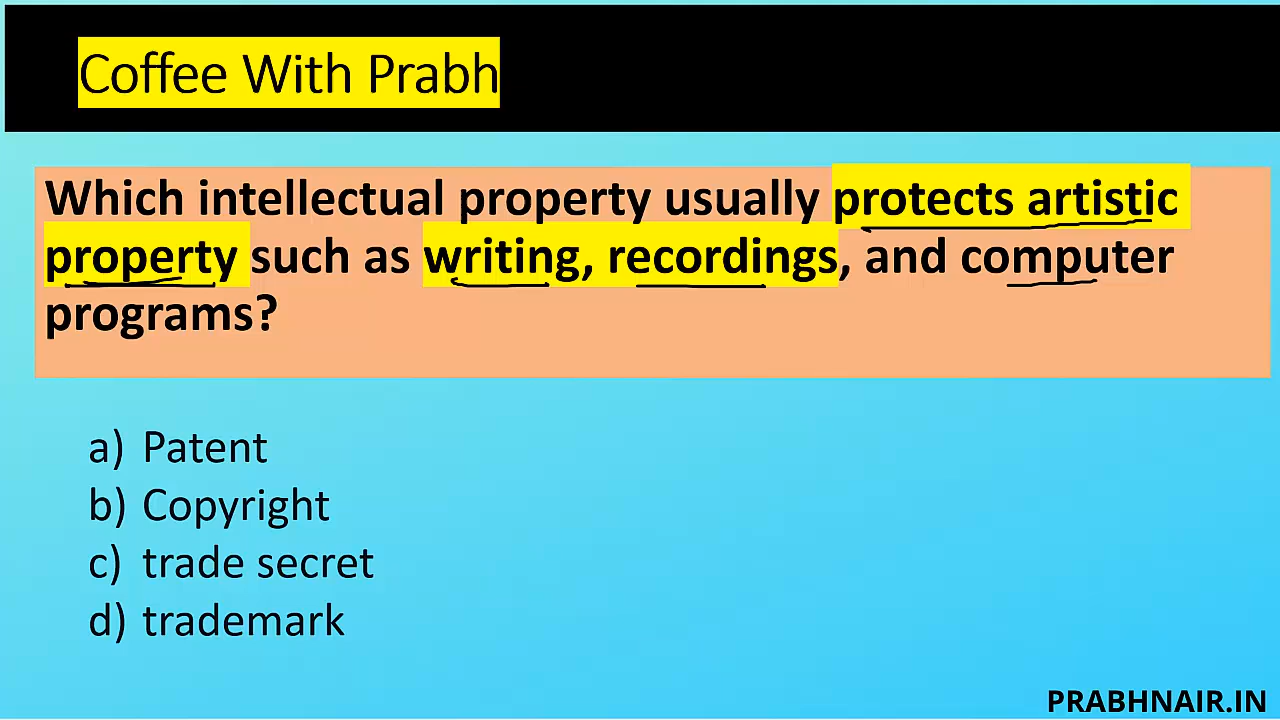 Coffee With Prabh
Which intellectual property usually protects artistic
property such as writing, recordings, and computer
programs?
a) Patent
b) Copyright
c) trade secret
d) trademark
PRABHNAIR.IN